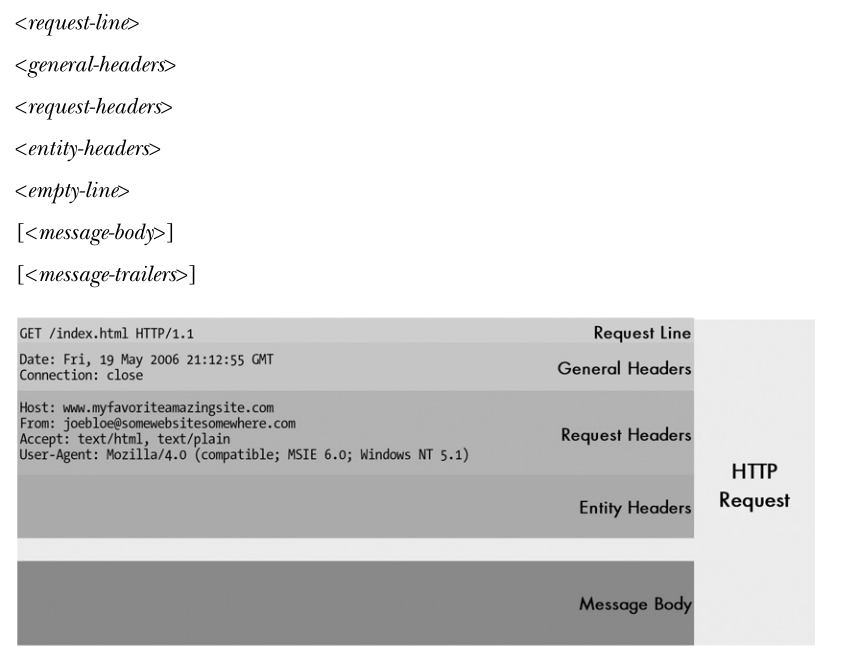 <request-line>
<general-headers>
<request-headers>
<entity-headers>
<empty-line>
[<message-body>]
[<message-trailers>]
GET /index.html HTTP/1.1
Request Line
Date: Fri, 19 May 2006 21:12:55 GMT
Connection: close
General Headers
Host: www.myfavoriteamazingsite.com
From: joebloe@somewebsitesomewhere.com
Accept: text/html, text/plain
User-Agent: Mozilla/4.0 (compatible; MSIE 6.0; Windows NT 5.1)
Request Headers
Entity Headers
Message Body
HTTP
Request